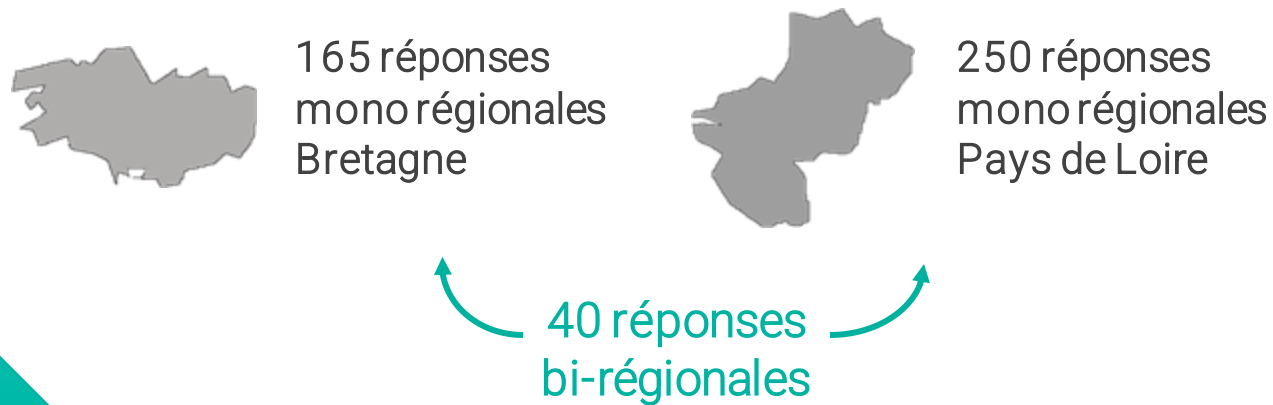 165 réponses
mono régionales
Bretagne
250 réponses
mono régionales
Pays de Loire
40 réponses
bi-régionales